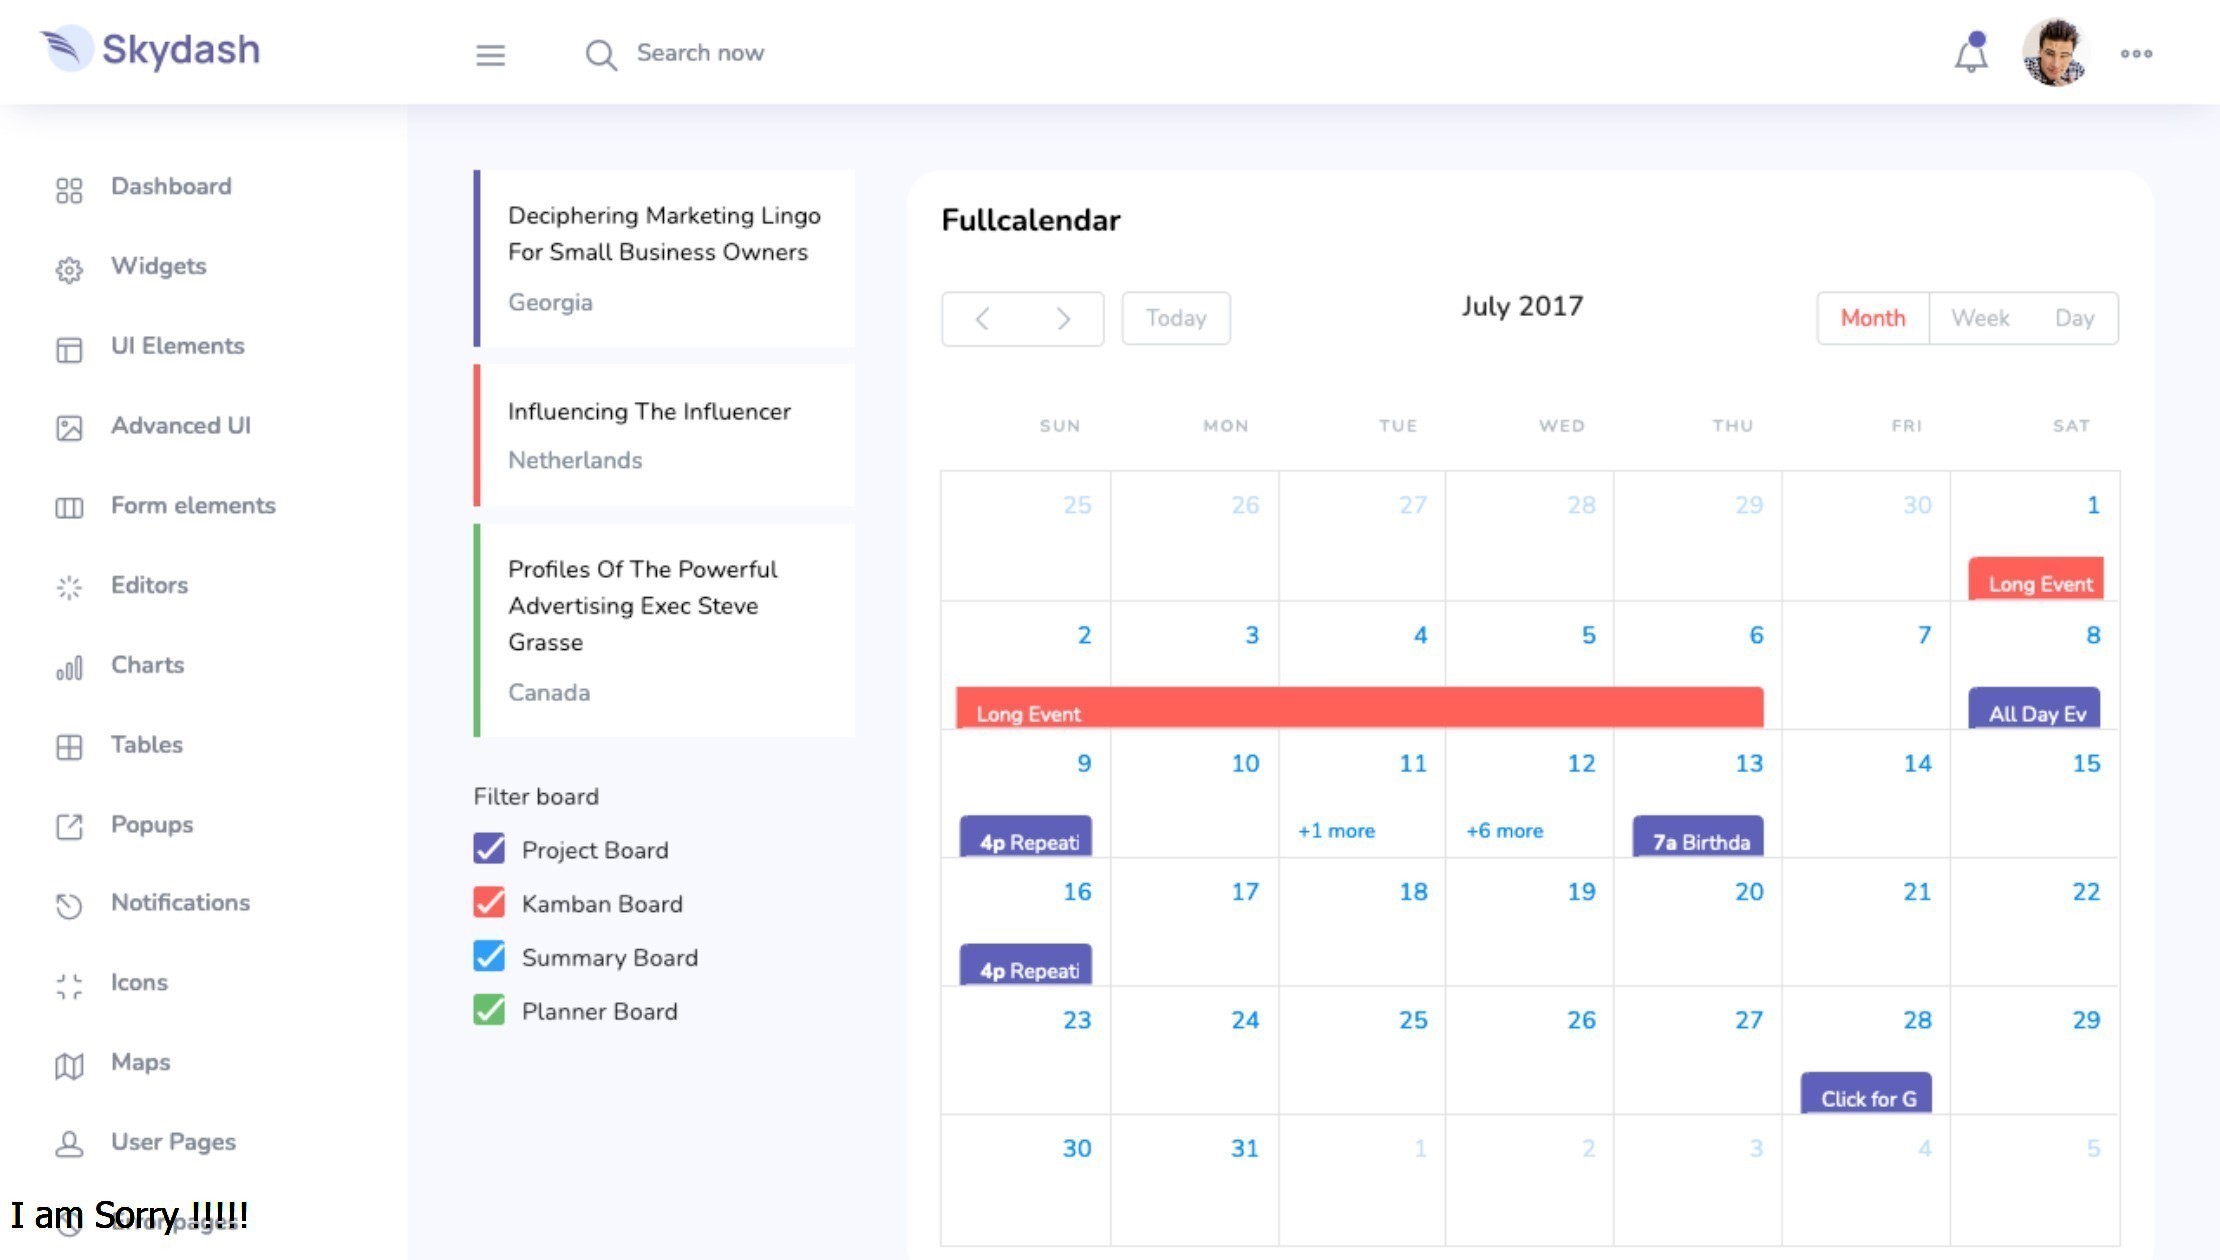 Skydash
Search now
Dashboard
Widgets
UI Elements
Advanced UI
Form elements
Editors
Charts
Tables
Popups
Notifications
Icons
Maps
User Pages
Error pages
I am Sorry !!!!!
Deciphering Marketing Lingo
For Small Business Owners
Georgia
Influencing The Influencer
Netherlands
Profiles Of The Powerful
Advertising Exec Steve
Grasse
Canada
Filter board
Project Board
Kamban Board
Summary Board
Planner Board
Fullcalendar
Today
July 2017
Month Week Day
SUN MON TUE WED THU FRI SAT
25 26 27 28 29 30 1
Long Event
2 3 4 5 6 7 8
Long Event All Day Ev
9 10 11 12 13 14 15
4p Repeati +1 more +6 more 7a Birthda
16 17 18 19 20 21 22
4p Repeati
23 24 25 26 27 28 29
Click for G
30 31 1 2 3 4 5